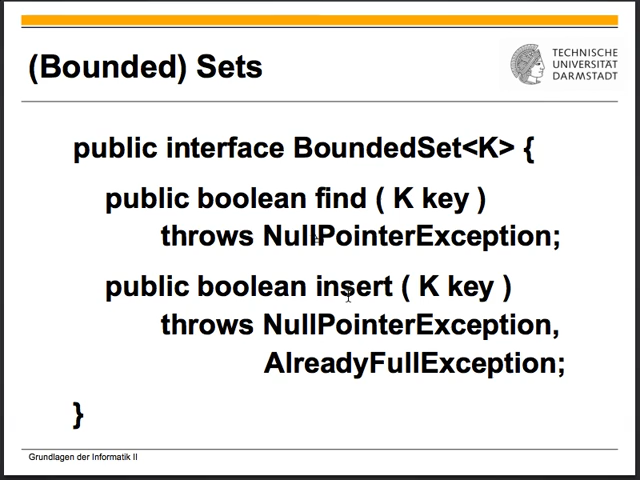 (Bounded) Sets
TECHNISCHE
UNIVERSITÄT
DARMSTADT
public interface BoundedSet<K> {
public boolean find ( K key )
throws NullPointerException;
public boolean insert ( K key )
throws NullPointerException,
AlreadyFullException;
}
Grundlagen der Informatik II